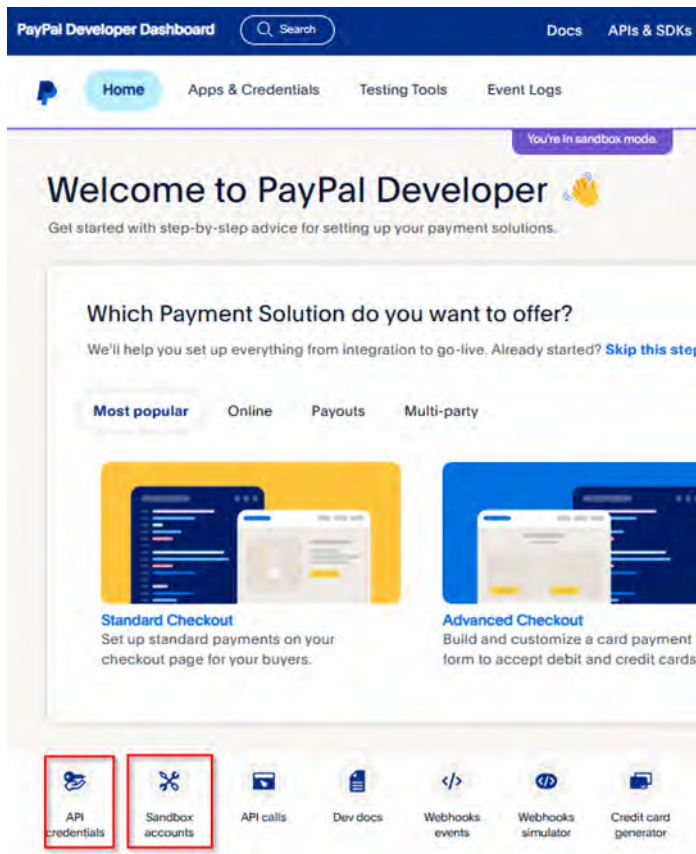 PayPal Developer Dashboard Search Docs APIs & SDKs
Home Apps & Credentials Testing Tools Event Logs
You're in sandbox mode.
Welcome to PayPal Developer 👋
Get started with step-by-step advice for setting up your payment solutions.
Which Payment Solution do you want to offer?
We'll help you set up everything from integration to go-live. Already started? Skip this step
Most popular Online Payouts Multi-party
Standard Checkout
Set up standard payments on your
checkout page for your buyers.
Advanced Checkout
Build and customize a card payment
form to accept debit and credit cards
API
credentials
Sandbox
accounts
API calls
Dev docs
Webhooks
events
Webhooks
simulator
Credit card
generator